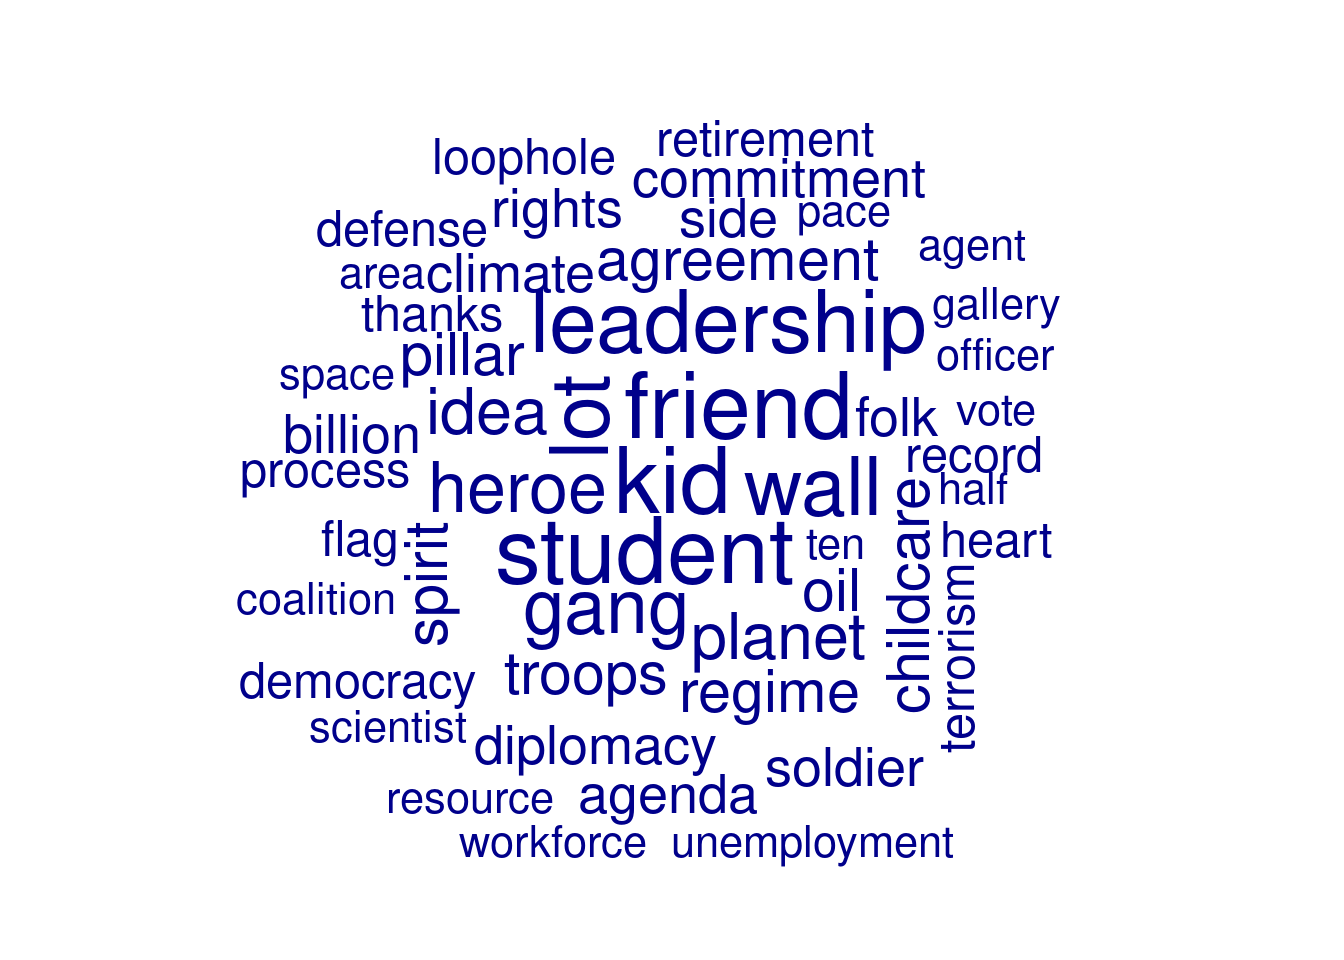 retirement
loophole
commitment
rights
side
pace
defense
agreement
agent
area
climate
gallery
thanks
leadership
pillar
officer
space
lot
friend
idea
folk
vote
billion
record
process
heroe
kid
wall
half
childcare
flag
spirit
student
ten
heart
coalition
gang
oil
terrorism
planet
democracy
troops
regime
scientist
diplomacy
soldier
resource
agenda
workforce
unemployment